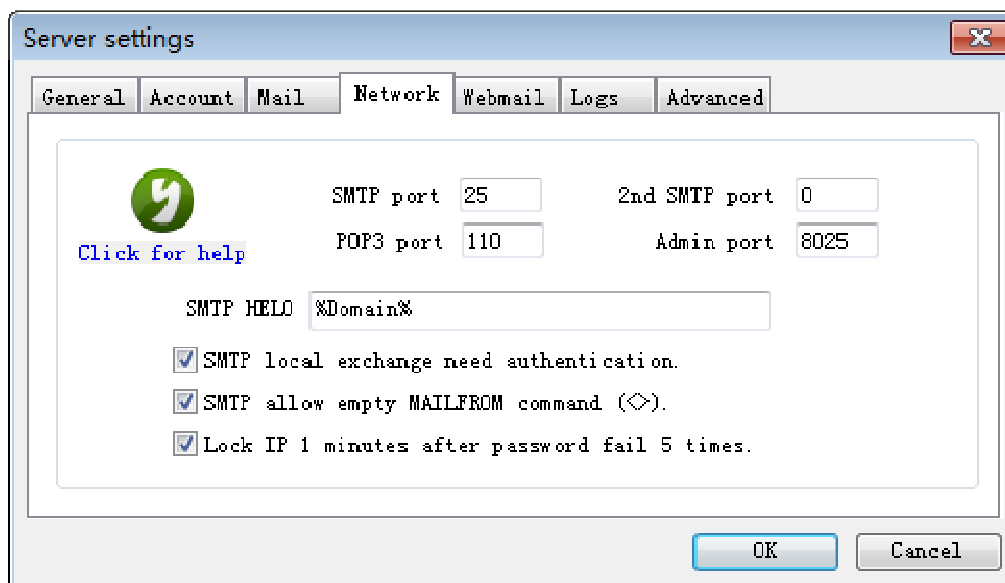 Server settings
General Account Mail Network Webmail Logs Advanced
SMTP port 25 2nd SMTP port 0
Click for help POP3 port 110 Admin port 8025
SMTP HELO %Domain%
SMTP local exchange need authentication.
SMTP allow empty MAILFROM command (<>).
Lock IP 1 minutes after password fail 5 times.
OK Cancel